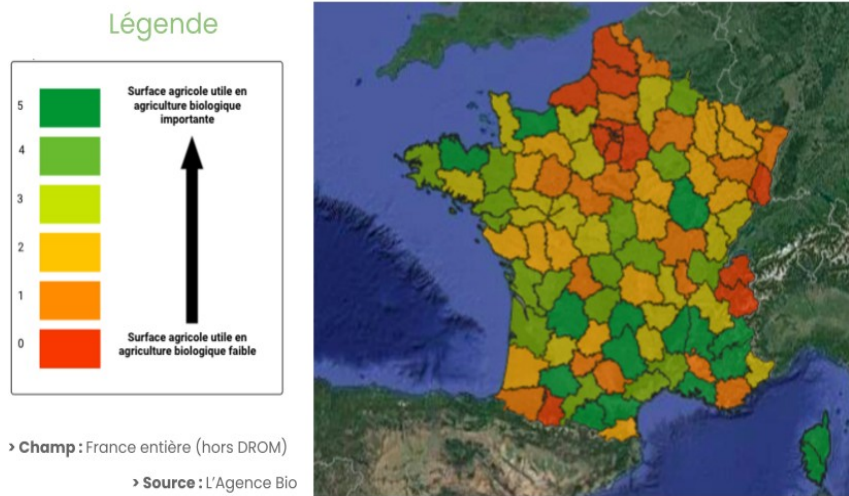 Légende
5
Surface agricole utile en
agriculture biologique
importante
4
3
2
1
0
Surface agricole utile en
agriculture biologique faible
> Champ : France entière (hors DROM)
> Source : L'Agence Bio